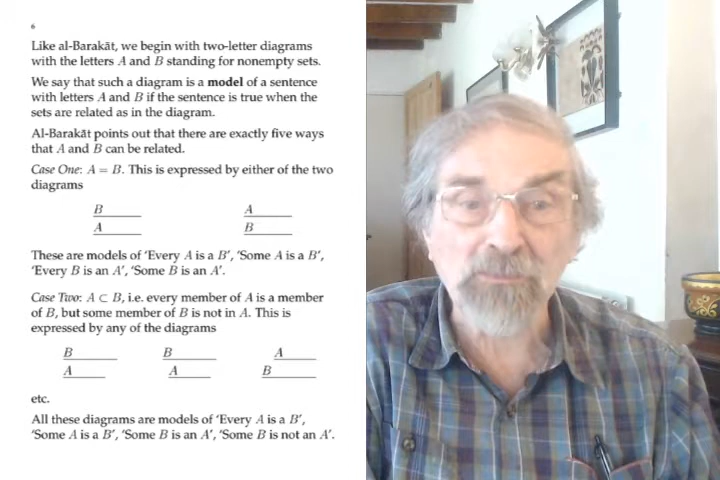 6
Like al-Barakāt, we begin with two-letter diagrams
with the letters A and B standing for nonempty sets.
We say that such a diagram is a model of a sentence
with letters A and B if the sentence is true when the
sets are related as in the diagram.
Al-Barakāt points out that there are exactly five ways
that A and B can be related.
Case One: A = B. This is expressed by either of the two
diagrams
B A
A B
These are models of ‘Every A is a B’, ‘Some A is a B’,
‘Every B is an A’, ‘Some B is an A’.
Case Two: A ⊂ B, i.e. every member of A is a member
of B, but some member of B is not in A. This is
expressed by any of the diagrams
B B A
A A B
etc.
All these diagrams are models of ‘Every A is a B’,
‘Some A is a B’, ‘Some B is an A’, ‘Some B is not an A’.